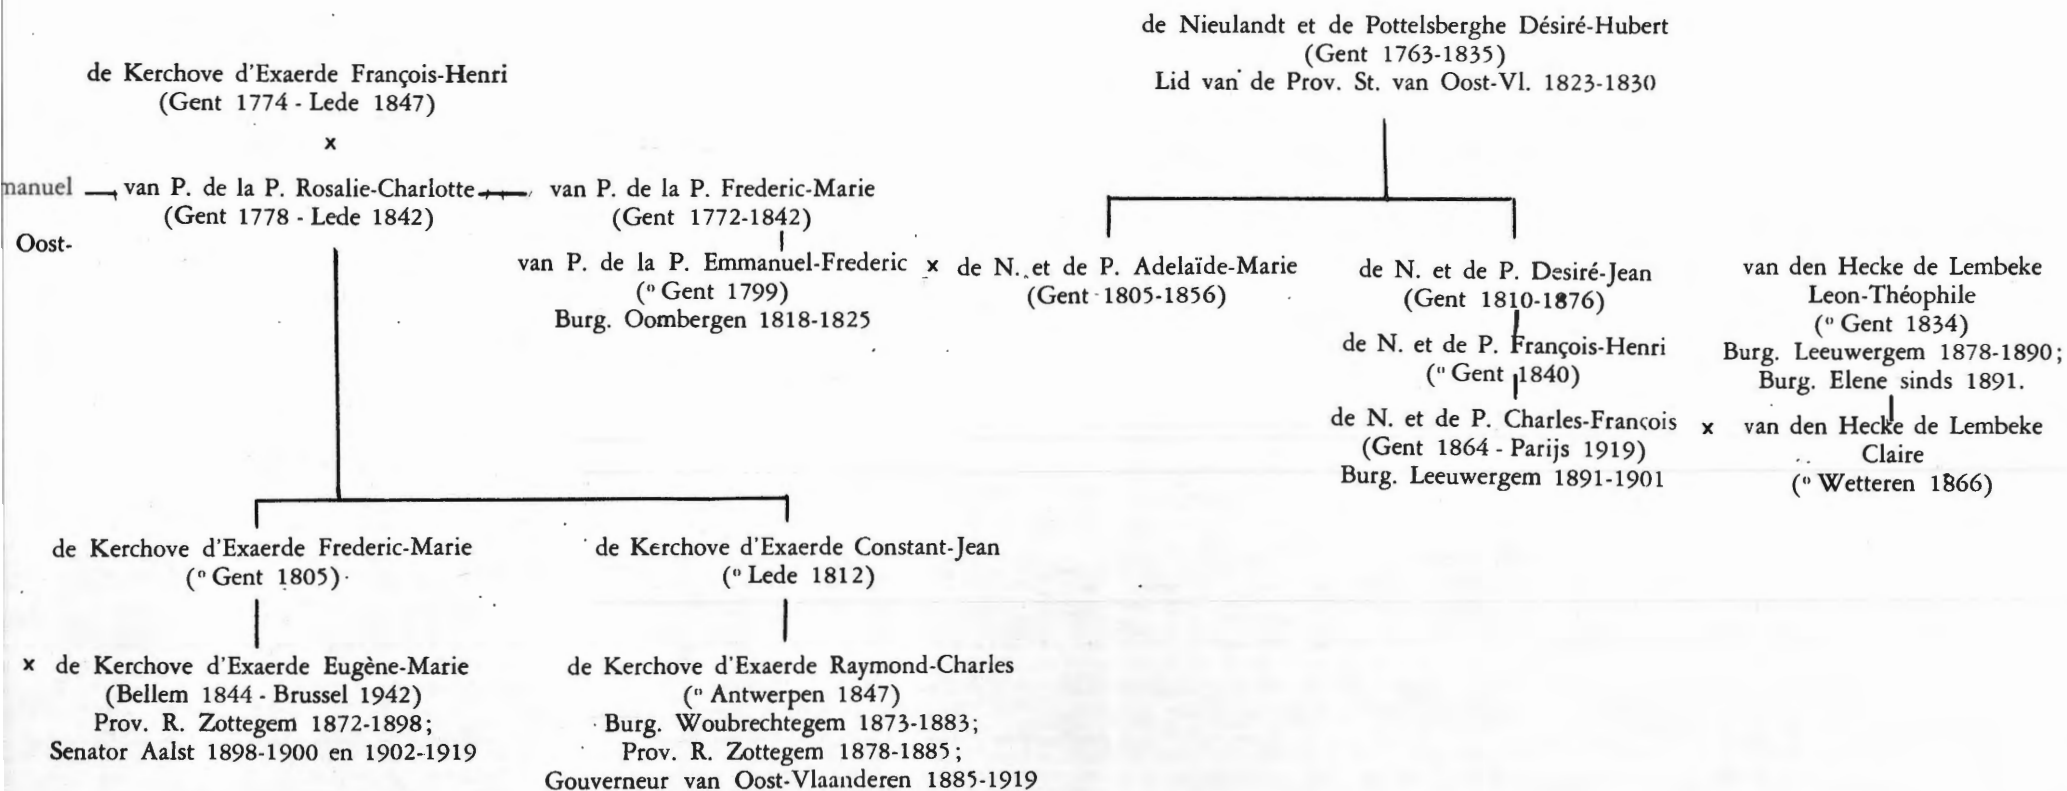 de Nieulandt et de Pottelsberghe Désiré-Hubert
(Gent 1763-1835)
Lid van de Prov. St. van Oost-Vl. 1823-1830
de Kerchove d'Exaerde François-Henri
(Gent 1774 - Lede 1847)
x
manuel van P. de la P. Rosalie-Charlotte van P. de la P. Frederic-Marie
(Gent 1778 - Lede 1842) (Gent 1772-1842)
Oost-
van P. de la P. Emmanuel-Frederic x de N. et de P. Adelaïde-Marie
(º Gent 1799) (Gent 1805-1856)
Burg. Oombergen 1818-1825
de N. et de P. Desiré-Jean
(Gent 1810-1876)
de N. et de P. François-Henri
(º Gent 1840)
van den Hecke de Lembeke
Leon-Théophile
(º Gent 1834)
Burg. Leeuwergem 1878-1890;
Burg. Elene sinds 1891.
de N. et de P. Charles-François x van den Hecke de Lembeke
(Gent 1864 - Parijs 1919) Claire
Burg. Leeuwergem 1891-1901 (º Wetteren 1866)
de Kerchove d'Exaerde Frederic-Marie
(º Gent 1805)
de Kerchove d'Exaerde Constant-Jean
(º Lede 1812)
x de Kerchove d'Exaerde Eugène-Marie
(Bellem 1844 - Brussel 1942)
Prov. R. Zottegem 1872-1898;
Senator Aalst 1898-1900 en 1902-1919
de Kerchove d'Exaerde Raymond-Charles
(º Antwerpen 1847)
Burg. Woubrechtegem 1873-1883;
Prov. R. Zottegem 1878-1885;
Gouverneur van Oost-Vlaanderen 1885-1919